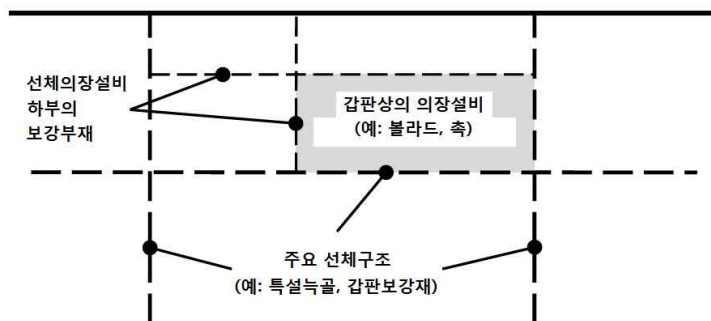 선체의장설비
하부의
보강부재
갑판상의 의장설비
(예: 볼라드, 촉)
주요 선체구조
(예: 특설늑골, 갑판보강재)